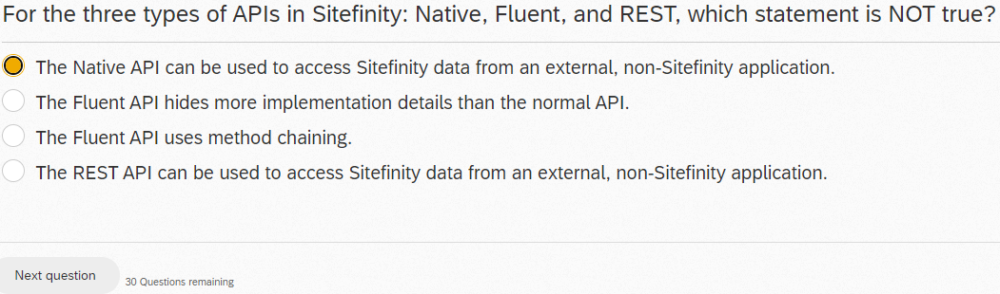 For the three types of APIs in Sitefinity: Native, Fluent, and REST, which statement is NOT true?
The Native API can be used to access Sitefinity data from an external, non-Sitefinity application.
The Fluent API hides more implementation details than the normal API.
The Fluent API uses method chaining.
The REST API can be used to access Sitefinity data from an external, non-Sitefinity application.
Next question
30 Questions remaining